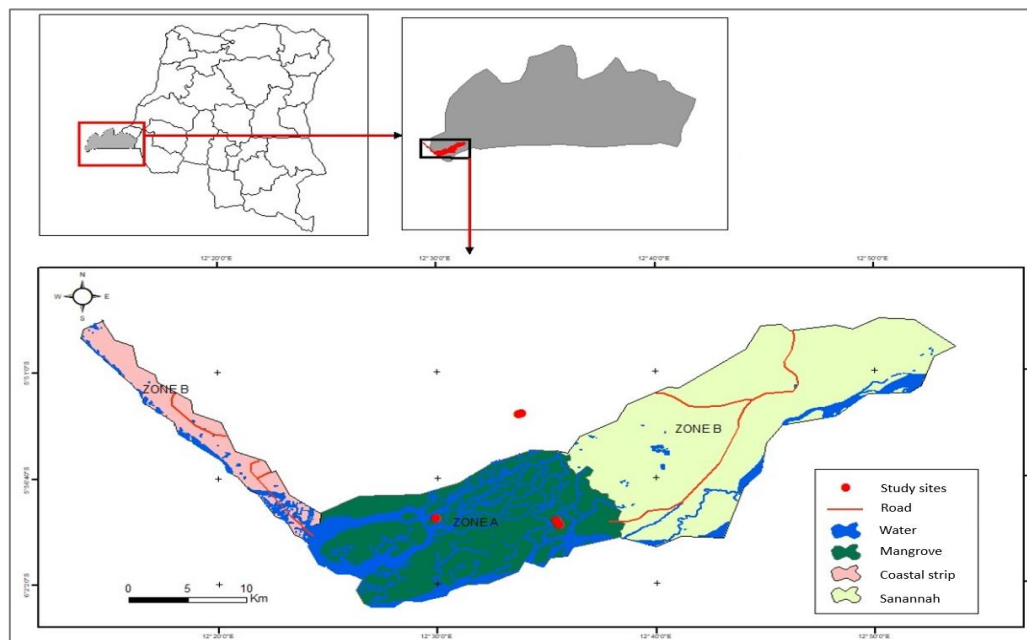 12°20'0"E 12°30'0"E 12°40'0"E 12°50'0"E
N
W E
S
ZONE B
ZONE B
ZONE A
Study sites
Road
Water
Mangrove
Coastal strip
Sanannah
0 5 10
Km
12°20'0"E 12°30'0"E 12°40'0"E 12°50'0"E